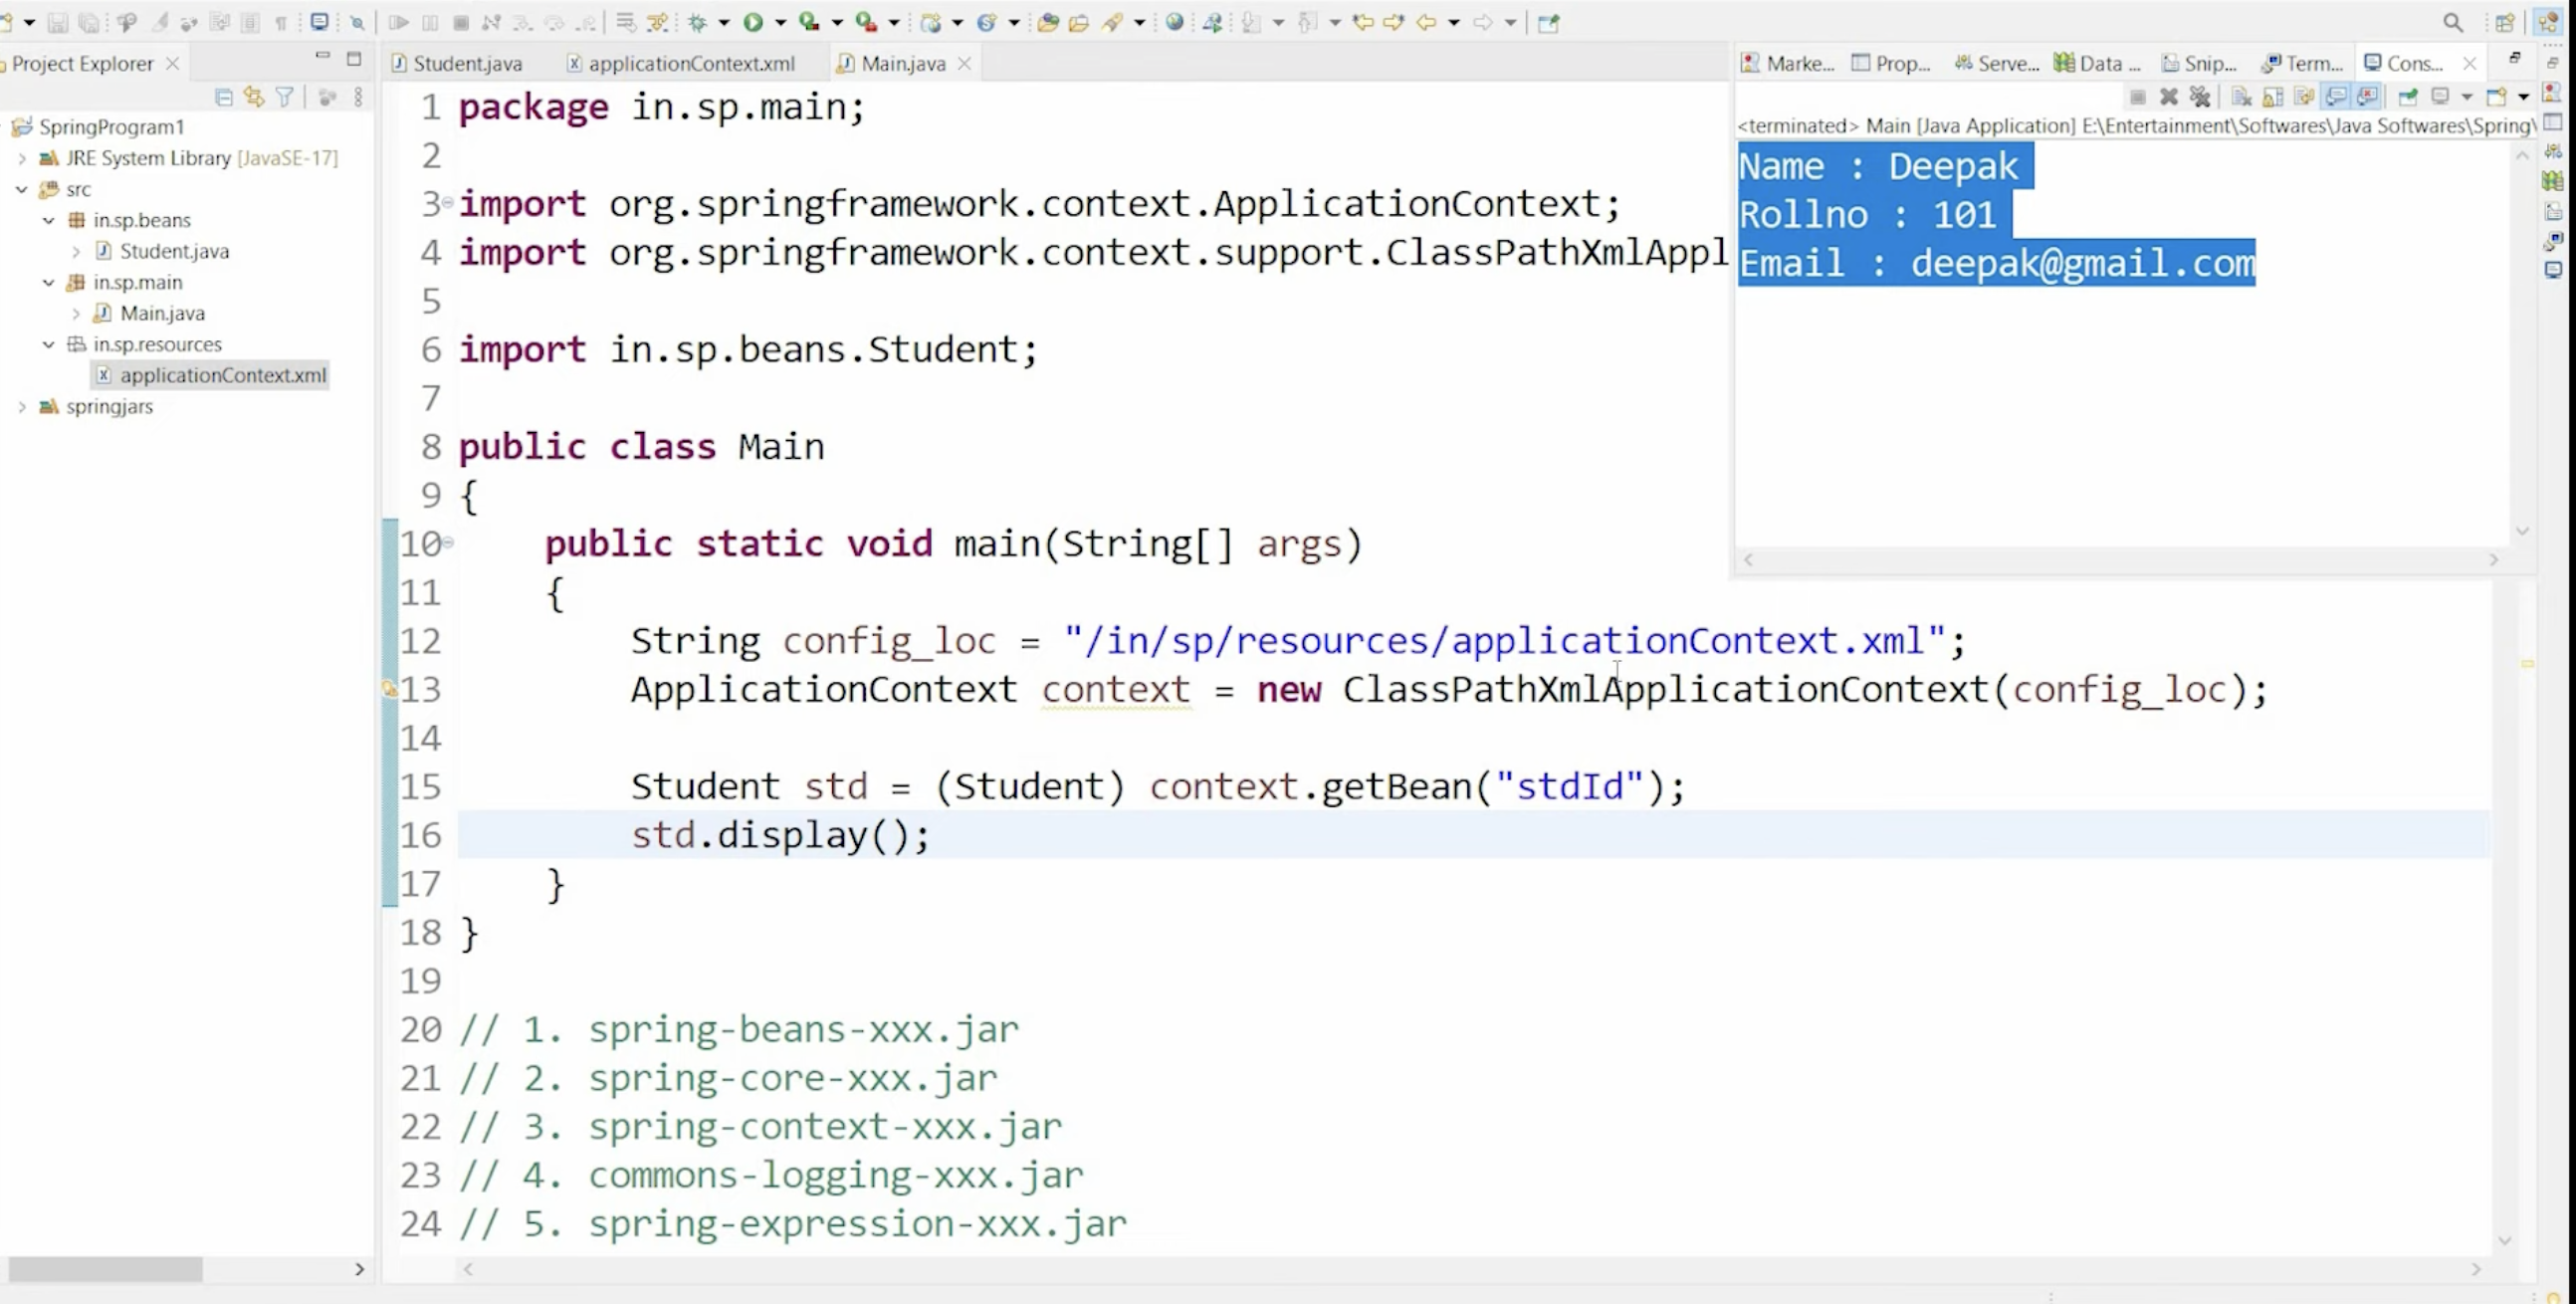 Project Explorer
SpringProgram1
JRE System Library [JavaSE-17]
src
in.sp.beans
Student.java
in.sp.main
Main.java
in.sp.resources
applicationContext.xml
springjars
Student.java applicationContext.xml Main.java
1 package in.sp.main;
2
3 import org.springframework.context.ApplicationContext;
4 import org.springframework.context.support.ClassPathXmlAppl
5
6 import in.sp.beans.Student;
7
8 public class Main
9 {
10 public static void main(String[] args)
11 {
12 String config_loc = "/in/sp/resources/applicationContext.xml";
13 ApplicationContext context = new ClassPathXmlApplicationContext(config_loc);
14
15 Student std = (Student) context.getBean("stdId");
16 std.display();
17 }
18 }
19
20 // 1. spring-beans-xxx.jar
21 // 2. spring-core-xxx.jar
22 // 3. spring-context-xxx.jar
23 // 4. commons-logging-xxx.jar
24 // 5. spring-expression-xxx.jar
Marke... Prop... Serve... Data ... Snip... Term... Cons...
<terminated> Main [Java Application] E:\Entertainment\Softwares\Java Softwares\Spring\
Name : Deepak
Rollno : 101
Email : deepak@gmail.com